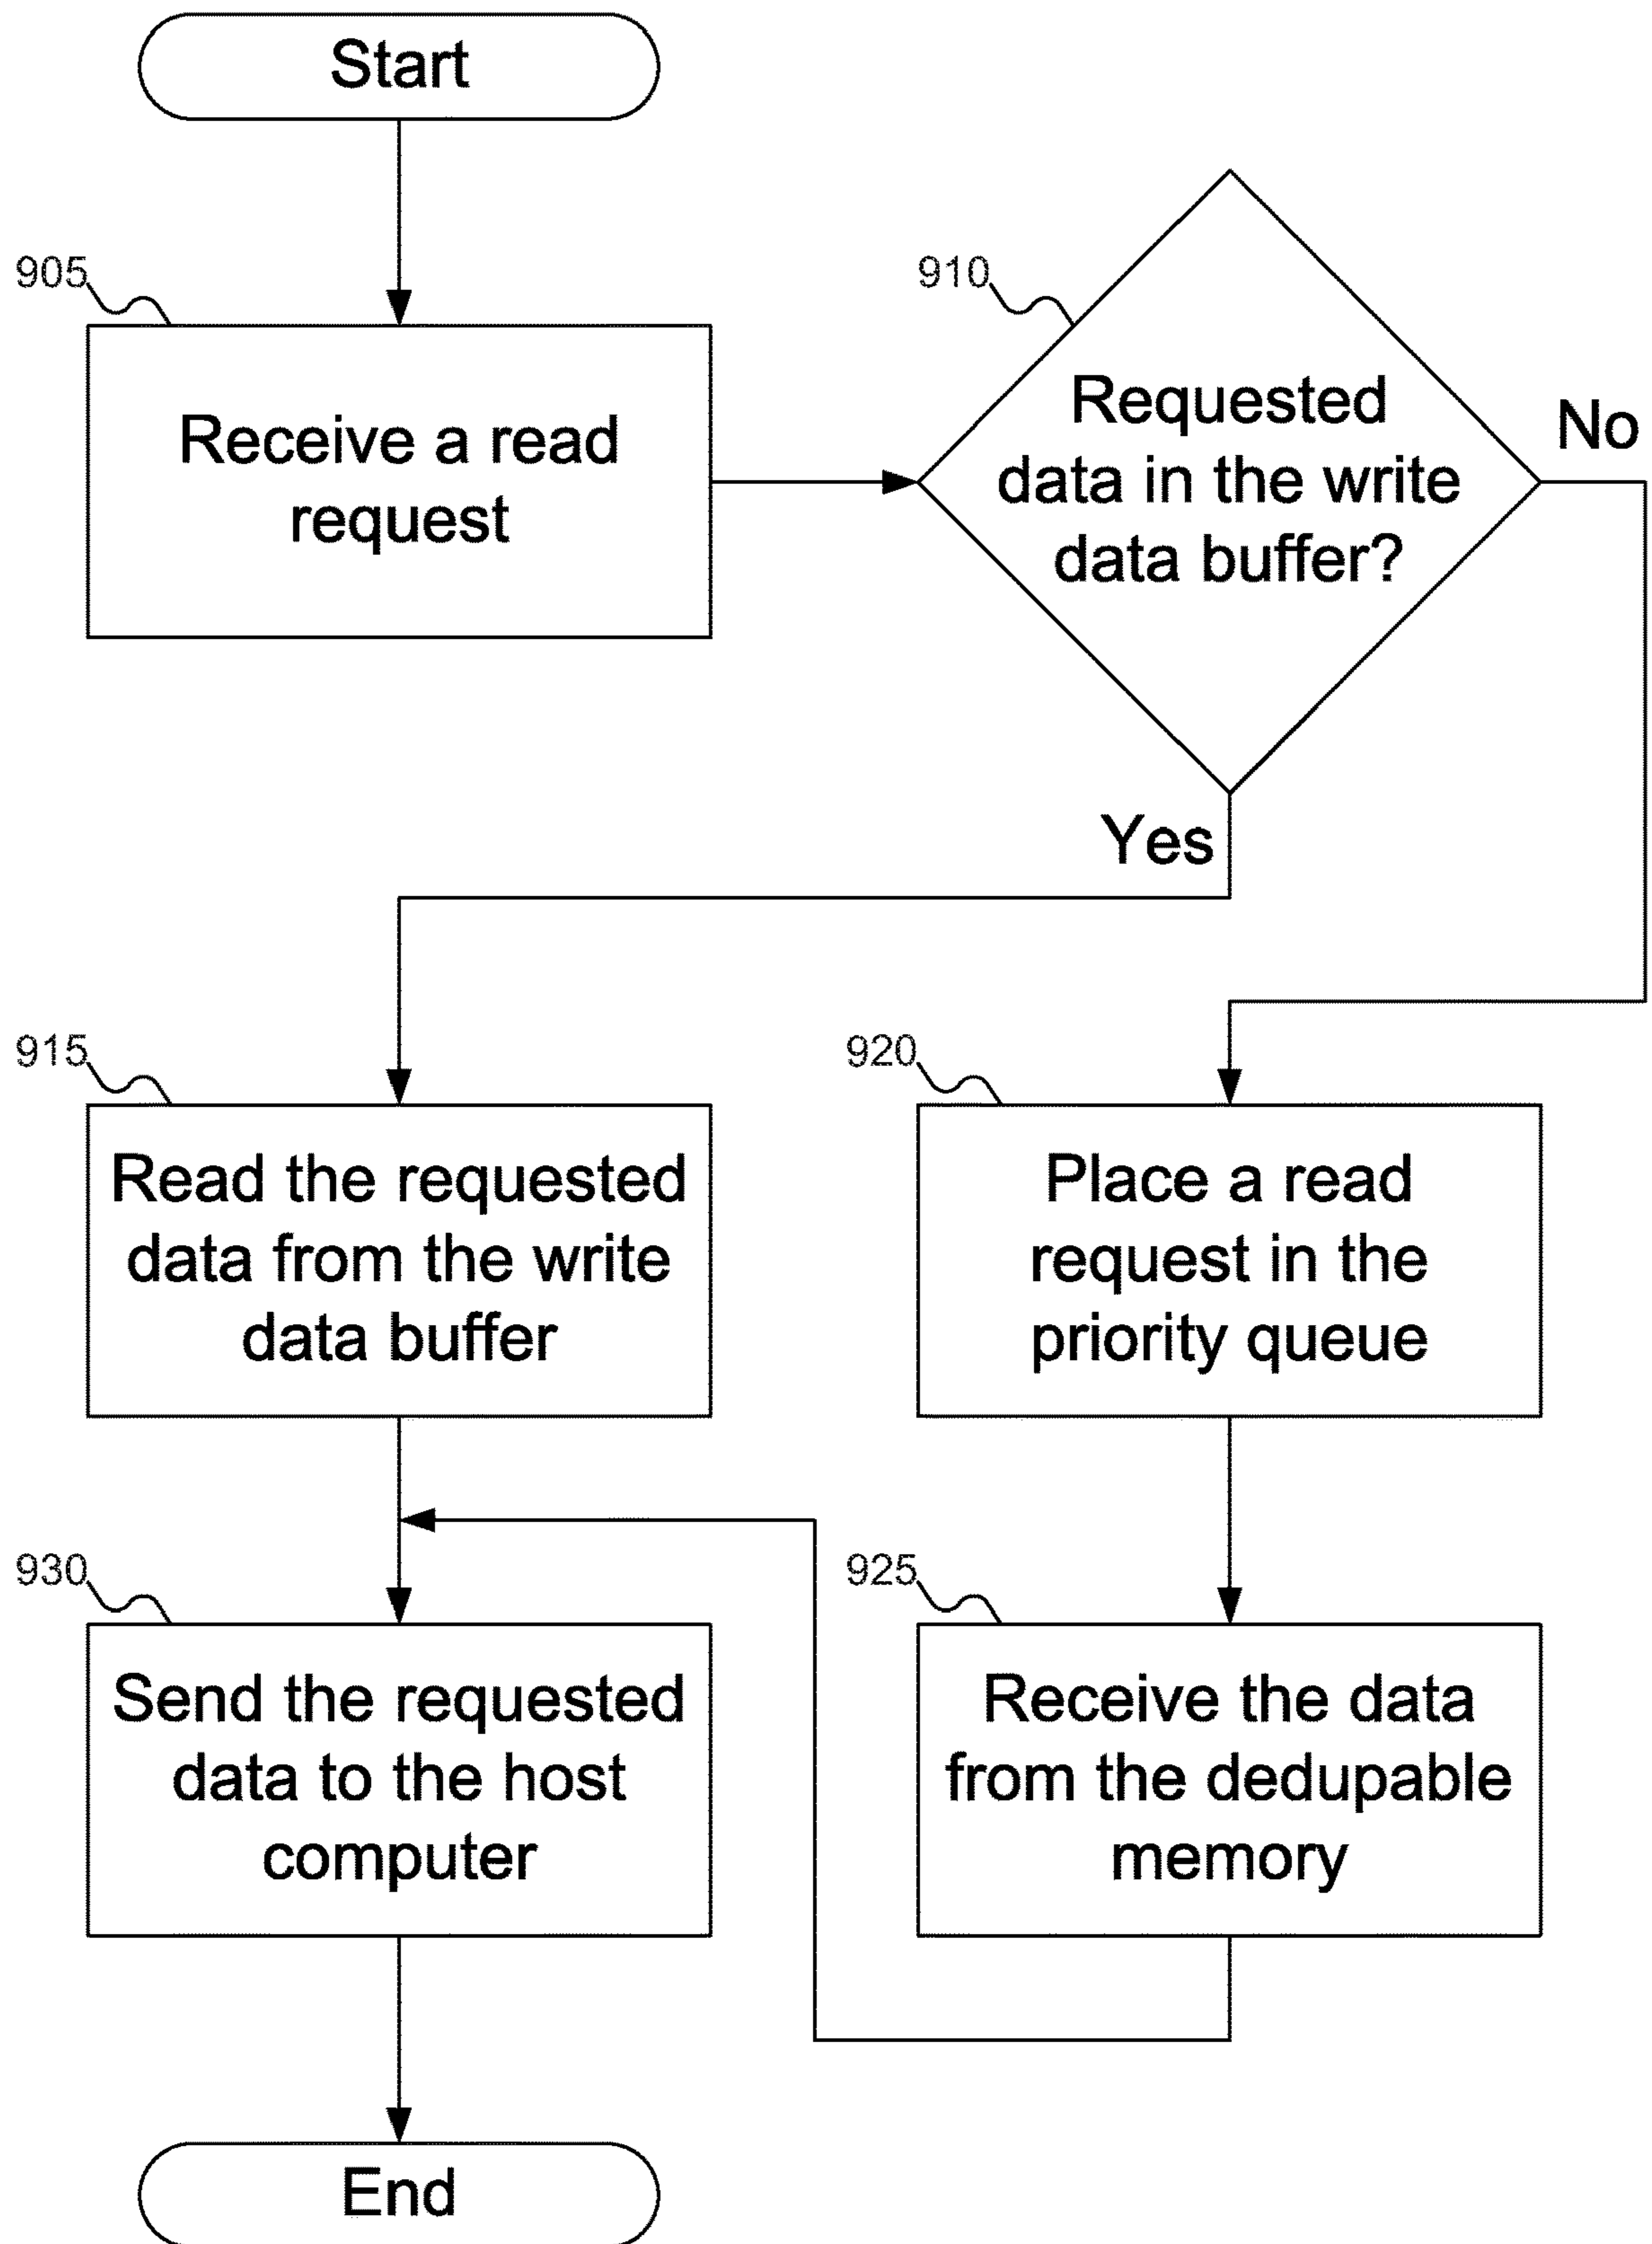 Start
905
Receive a read
request
910
Requested
data in the write
data buffer?
No
Yes
915
Read the requested
data from the write
data buffer
920
Place a read
request in the
priority queue
930
Send the requested
data to the host
computer
925
Receive the data
from the dedupable
memory
End